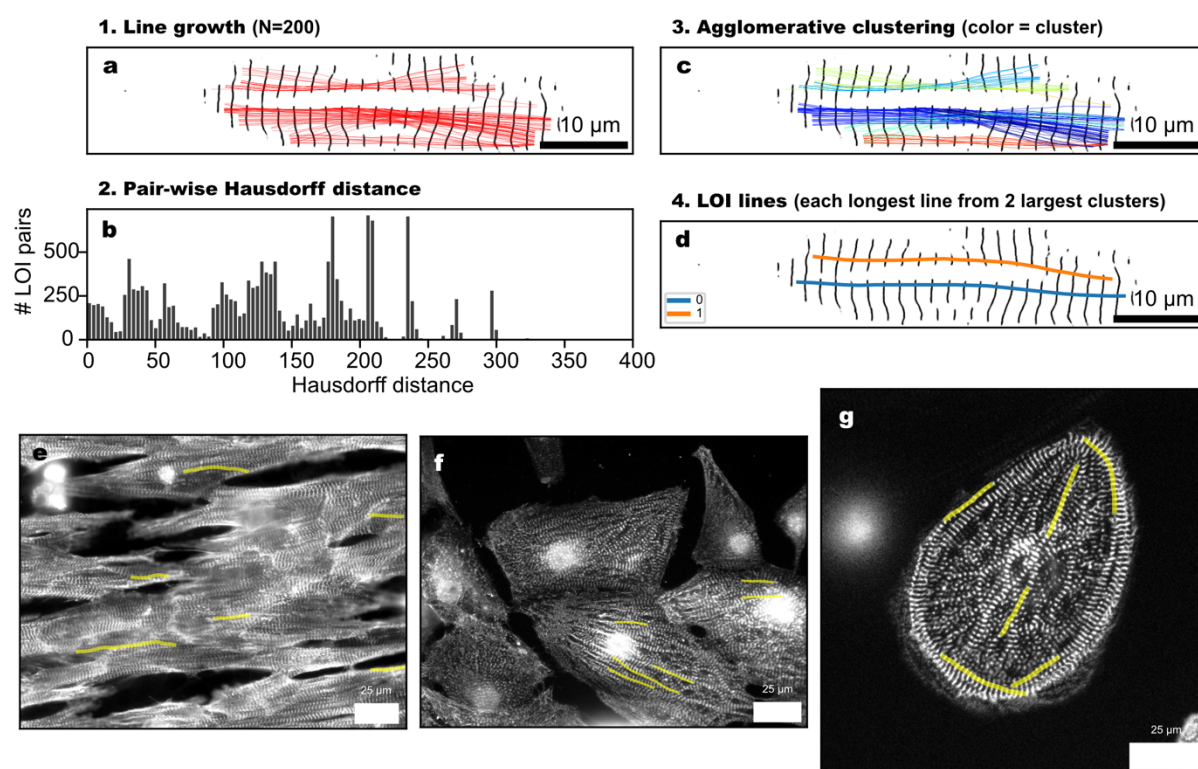 1. Line growth (N=200)
a
10 µm
2. Pair-wise Hausdorff distance
b
# LOI pairs
500
250
0
0 50 100 150 200 250 300 350 400
Hausdorff distance
3. Agglomerative clustering (color = cluster)
c
10 µm
4. LOI lines (each longest line from 2 largest clusters)
d
0
1
10 µm
e
25 µm
f
25 µm
g
25 µm